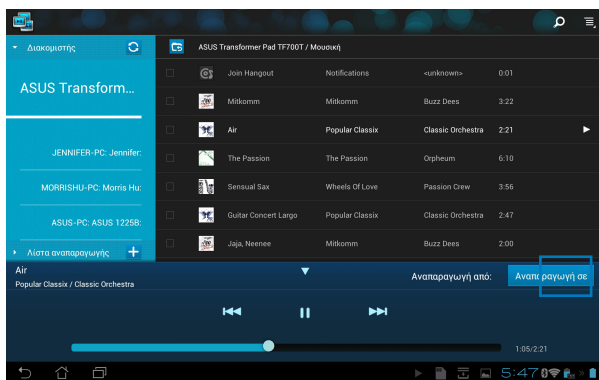 Διακομιστής
ASUS Transformer Pad TF700T / Μουσική
ASUS Transform...
JENNIFER-PC: Jennifer:
MORRISHU-PC: Morris Hu:
ASUS-PC: ASUS 1225B:
Λίστα αναπαραγωγής
Join Hangout Notifications <unknown> 0:01
Mitkomm Mitkomm Buzz Dees 3:22
Air Popular Classix Classic Orchestra 2:21
The Passion The Passion Orpheum 6:10
Sensual Sax Wheels Of Love Passion Crew 3:56
Guitar Concert Largo Popular Classix Classic Orchestra 2:47
Jaja, Neenee Mitkomm Buzz Dees 2:00
Air
Popular Classix / Classic Orchestra
Αναπαραγωγή από:
Αναπαραγωγή σε
1:05/2:21
5:47